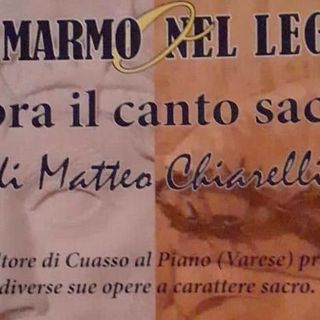 MARMO O NEL LEG
ora il canto sac
di Matteo Chiarelli
ltore di Cuasso al Piano (Varese) pr
diverse sue opere a carattere sacro.